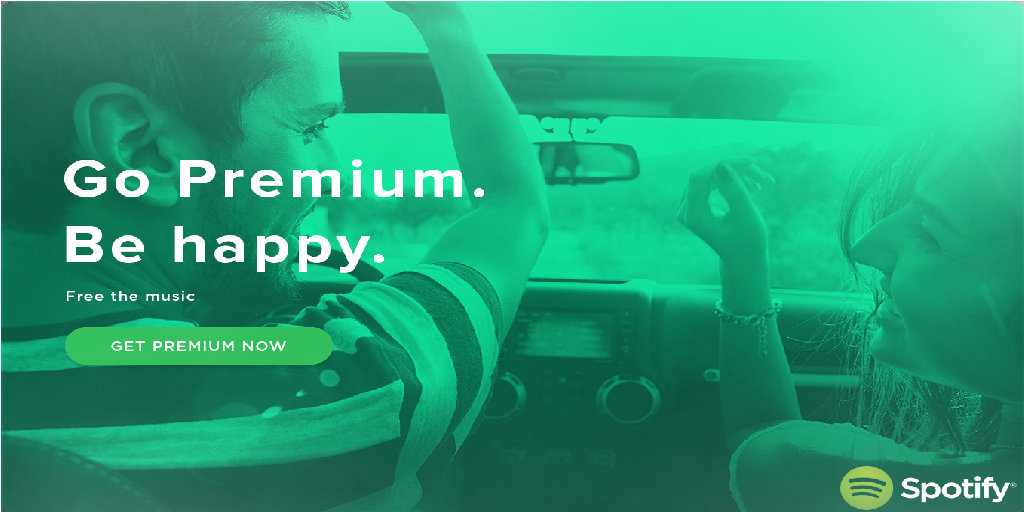 Go Premium.
Be happy.
Free the music
GET PREMIUM NOW
Spotify®